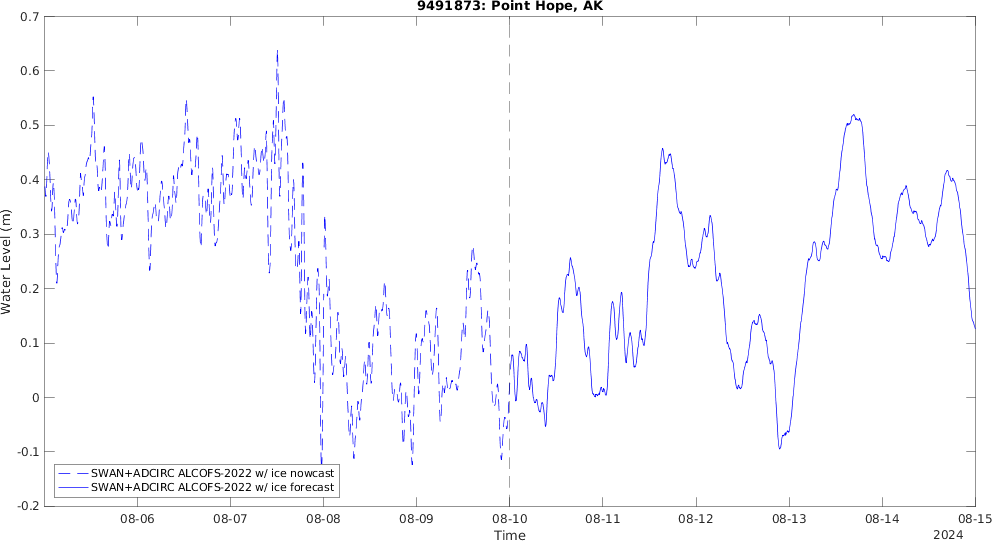 9491873: Point Hope, AK
Water Level (m)
0.7
0.6
0.5
0.4
0.3
0.2
0.1
0
-0.1
-0.2
SWAN+ADCIRC ALCOFS-2022 w/ ice nowcast
SWAN+ADCIRC ALCOFS-2022 w/ ice forecast
08-06 08-07 08-08 08-09 08-10 08-11 08-12 08-13 08-14 08-15
Time
2024